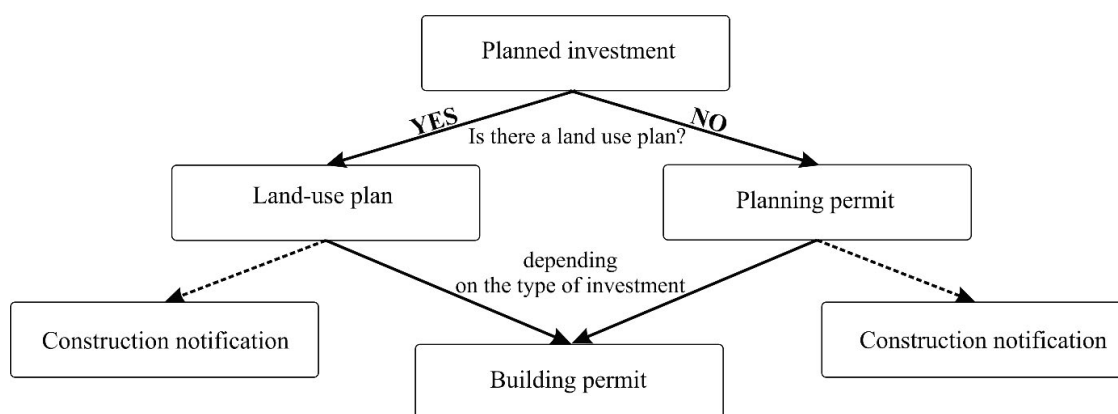 Planned investment
YES
NO
Is there a land use plan?
Land-use plan
Planning permit
depending
on the type of investment
Construction notification
Construction notification
Building permit